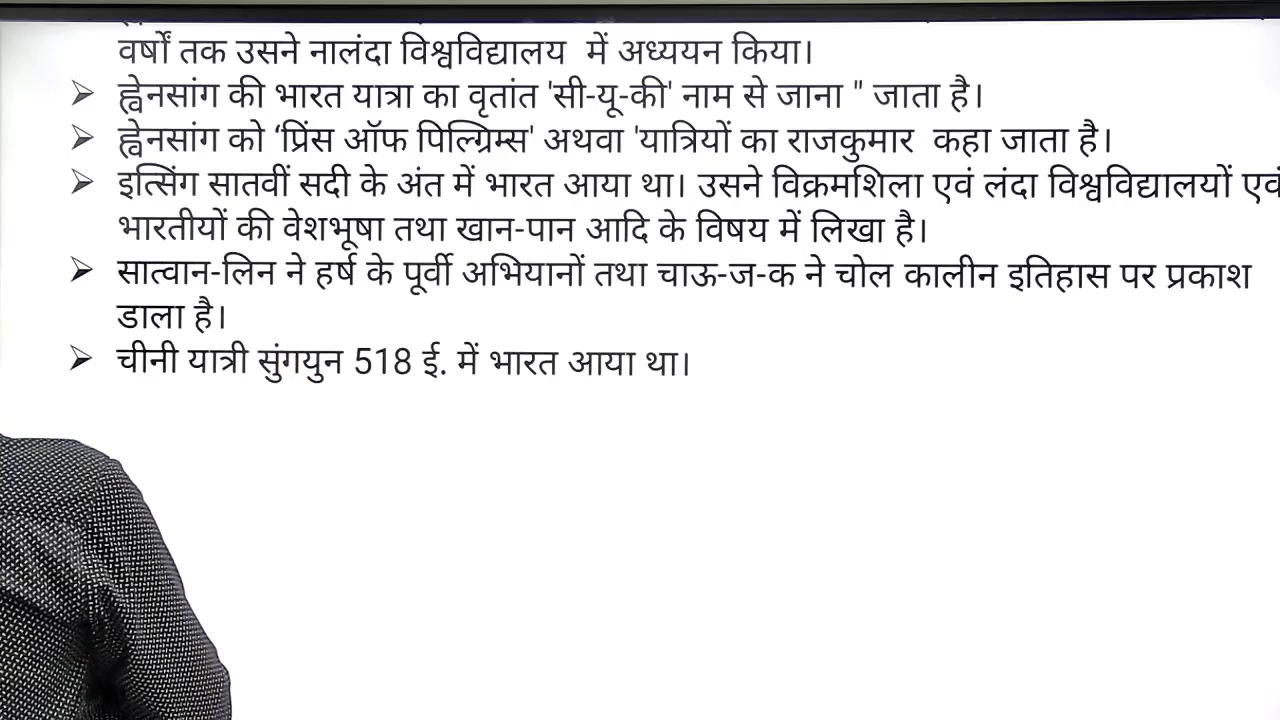 वर्षों तक उसने नालंदा विश्वविद्यालय में अध्ययन किया।
➢ ह्वेनसांग की भारत यात्रा का वृतांत 'सी-यू-की' नाम से जाना " जाता है।
➢ ह्वेनसांग को ‘प्रिंस ऑफ पिल्ग्रिम्स' अथवा 'यात्रियों का राजकुमार कहा जाता है।
➢ इत्सिंग सातवीं सदी के अंत में भारत आया था। उसने विक्रमशिला एवं लंदा विश्वविद्यालयों एवं
भारतीयों की वेशभूषा तथा खान-पान आदि के विषय में लिखा है।
➢ सात्वान-लिन ने हर्ष के पूर्वी अभियानों तथा चाऊ-ज-क ने चोल कालीन इतिहास पर प्रकाश
डाला है।
➢ चीनी यात्री सुंगयुन 518 ई. में भारत आया था।